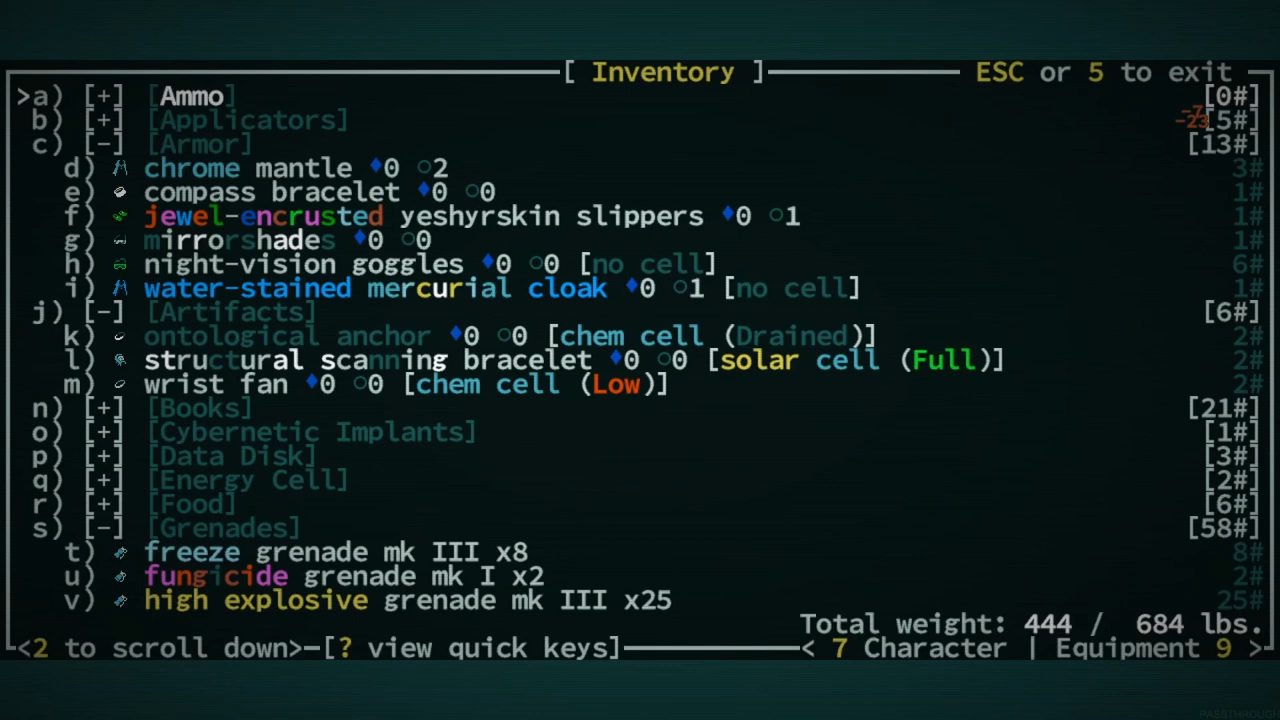 [ Inventory ] ESC or 5 to exit
>a) [+] [Ammo] [0#]
b) [+] [Applicators] -7 -23 [5#]
c) [-] [Armor] [13#]
d) chrome mantle ♦0 ○2 3#
e) compass bracelet ♦0 ○0 1#
f) jewel-encrusted yeshyrskin slippers ♦0 ○1 1#
g) mirrorshades ♦0 ○0 1#
h) night-vision goggles ♦0 ○0 [no cell] 6#
i) water-stained mercurial cloak ♦0 ○1 [no cell] 1#
j) [-] [Artifacts] [6#]
k) ontological anchor ♦0 ○0 [chem cell (Drained)] 2#
l) structural scanning bracelet ♦0 ○0 [solar cell (Full)] 2#
m) wrist fan ♦0 ○0 [chem cell (Low)] 2#
n) [+] [Books] [21#]
o) [+] [Cybernetic Implants] [1#]
p) [+] [Data Disk] [3#]
q) [+] [Energy Cell] [2#]
r) [+] [Food] [6#]
s) [-] [Grenades] [58#]
t) freeze grenade mk III x8 8#
u) fungicide grenade mk I x2 2#
v) high explosive grenade mk III x25 25#
Total weight: 444 / 684 lbs.
<2 to scroll down> [? view quick keys] < 7 Character | Equipment 9 >